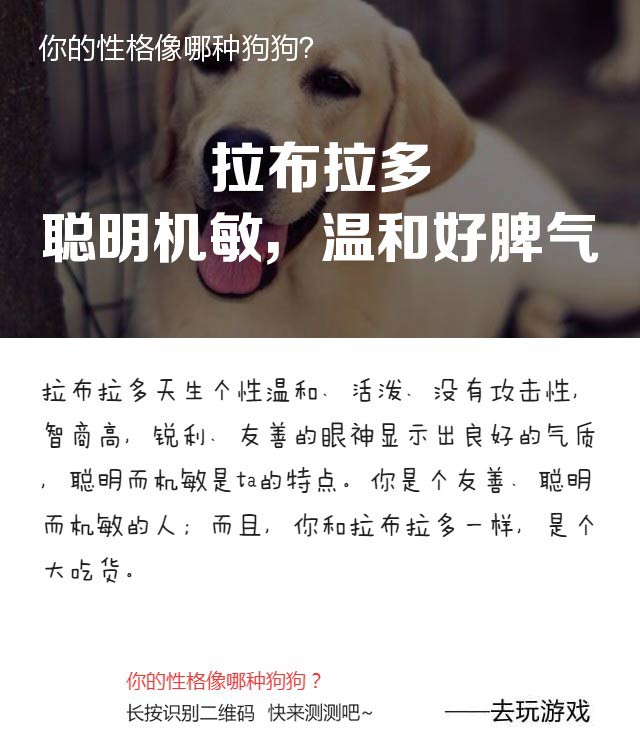 你的性格像哪种狗狗?
拉布拉多
聪明机敏，温和好脾气
拉布拉多天生个性温和、活泼、没有攻击性,
智商高, 锐利、友善的眼神显示出良好的气质
, 聪明而机敏是ta的特点。你是个友善、聪明
而机敏的人; 而且, 你和拉布拉多一样, 是个
大吃货。
你的性格像哪种狗狗？
长按识别二维码 快来测测吧~
——去玩游戏